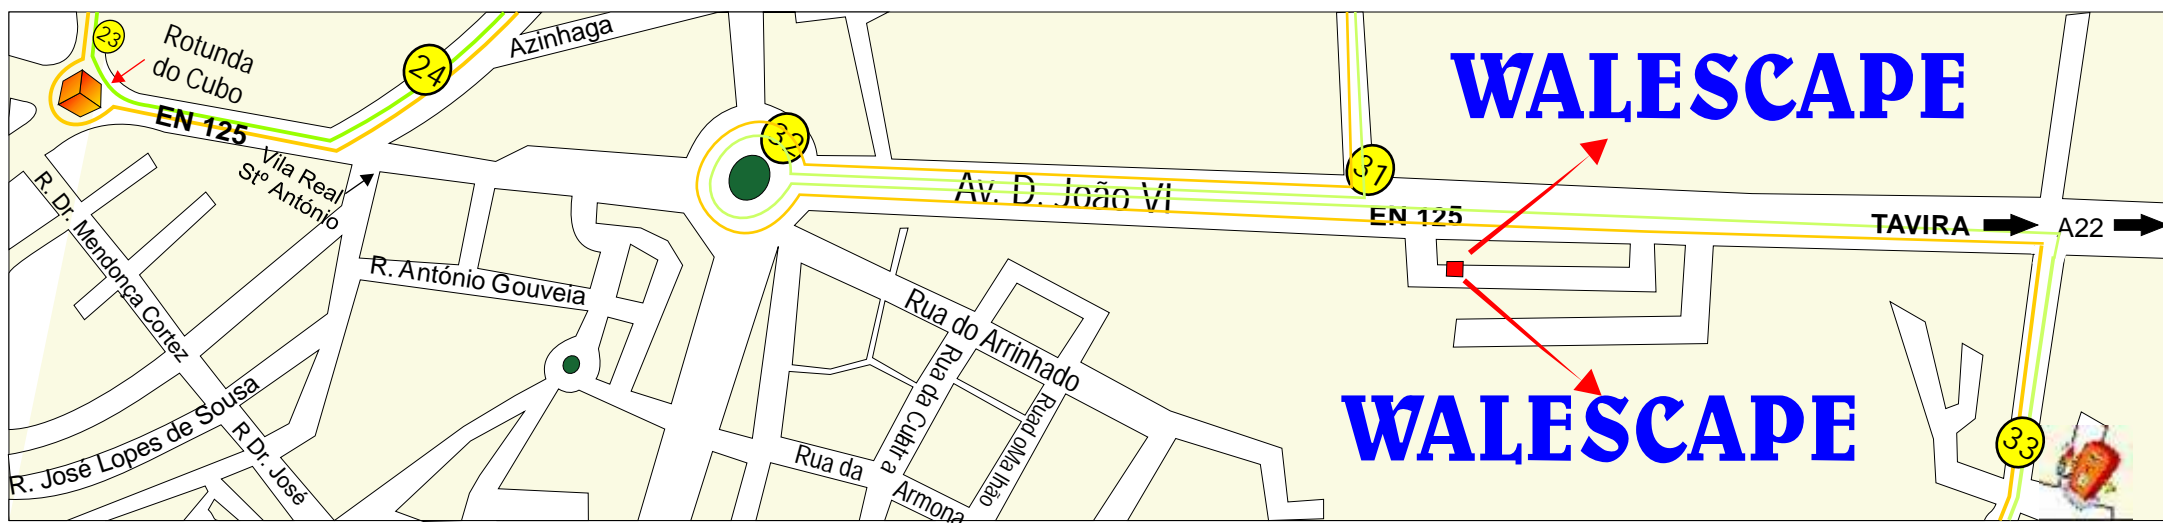 23
Rotunda
do Cubo
24
Azinhaga
EN 125
Vila Real
Stº António
32
31
WALESCAPE
Av. D. João VI
EN 125
TAVIRA
A22
R. Dr. Mendonça Cortez
R. António Gouveia
Rua do Arrinhado
Rua da Culatr a
Ruad oMa lhão
WALESCAPE
33
R. José Lopes de Sousa
R Dr. José
Rua da
Armona